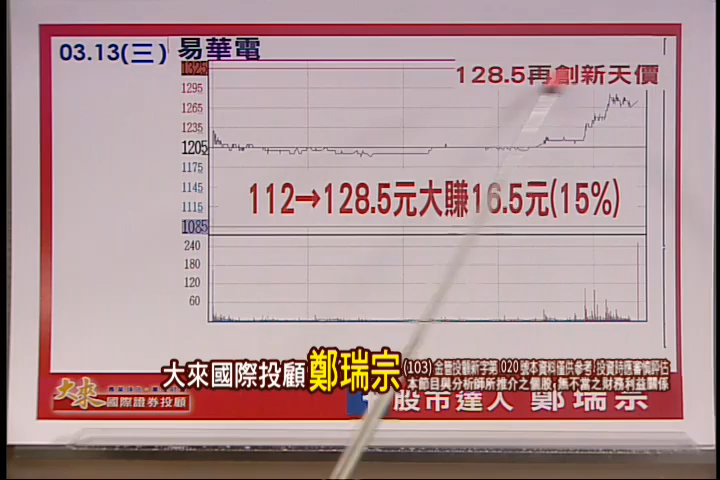 03.13(三) 易華電
128.5再創新天價
1325
1295
1265
1235
1205
1175
1145
1115
1085
112→128.5元大賺16.5元(15%)
240
180
120
60
大來國際投顧 鄭瑞宗
(103)金管投顧新字第020號本資料僅供參考,投資時應審慎評估
本節目與分析師所推介之個股,無不當之財務利益關係
大來
國際證券投顧
股市達人 鄭瑞宗